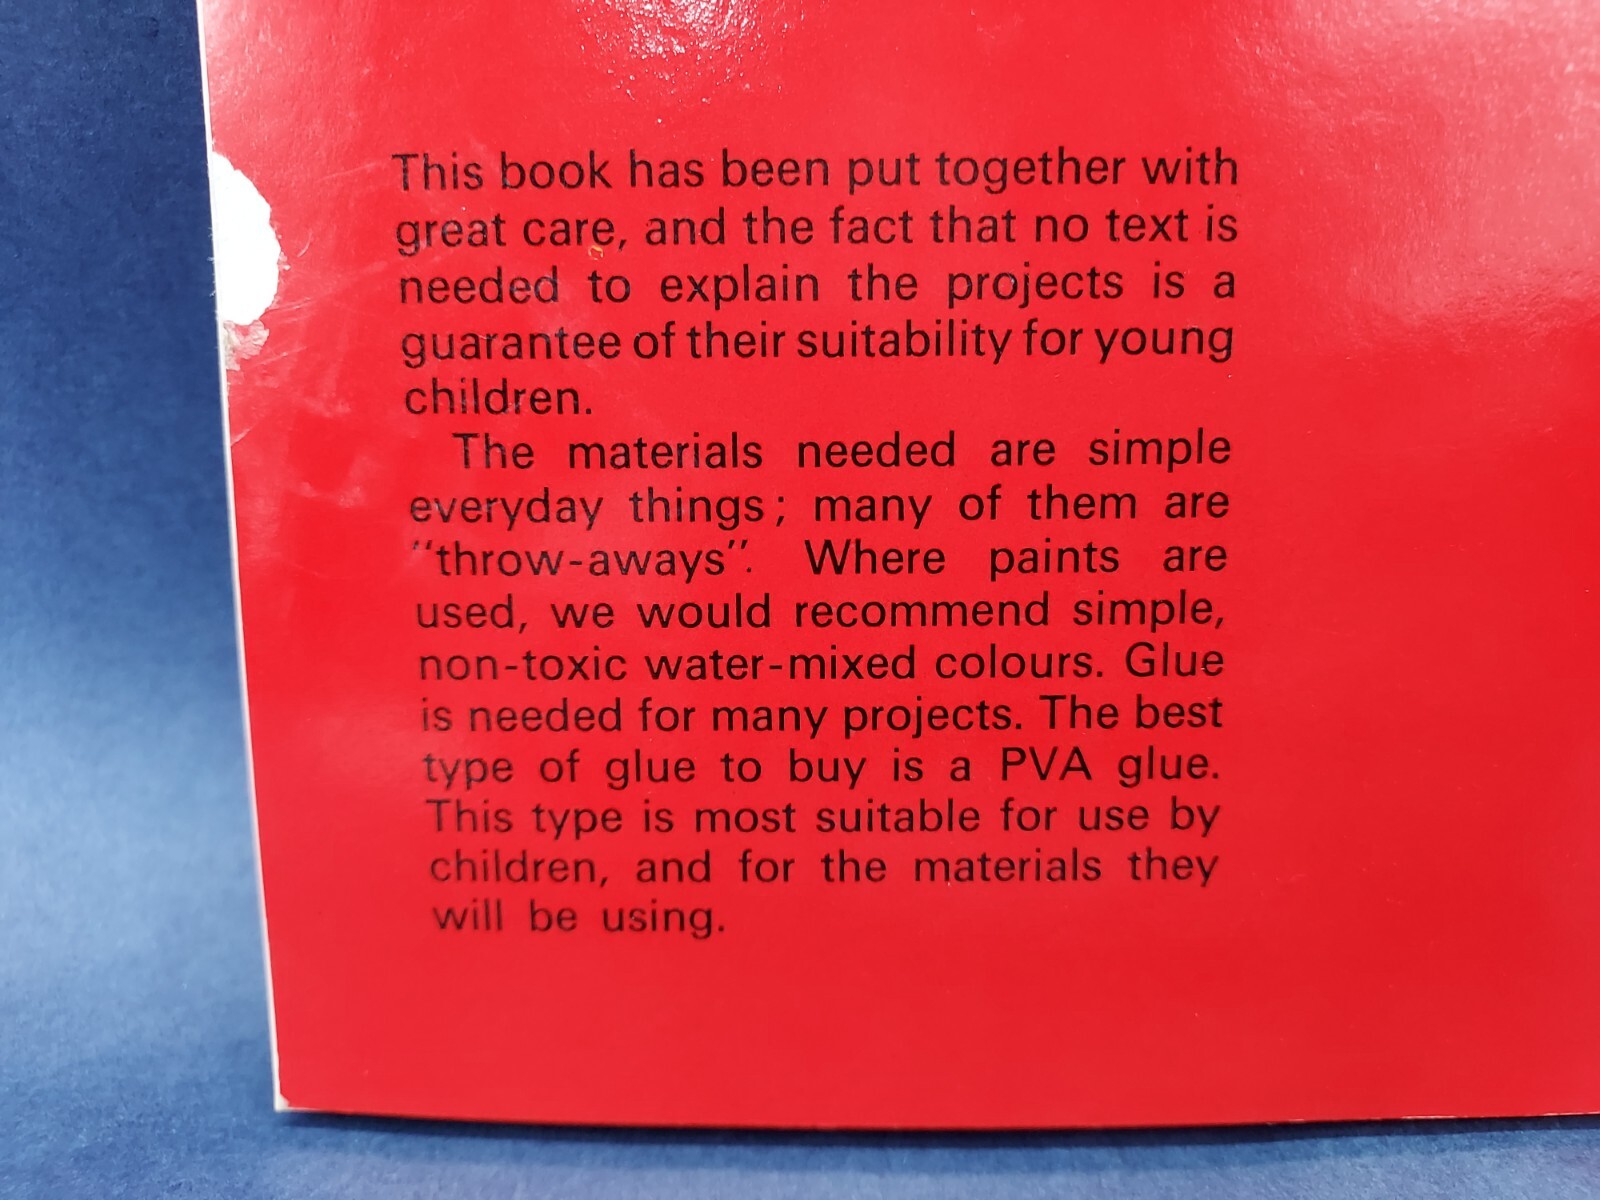 This book has been put together with
great care, and the fact that no text is
needed to explain the projects is a
guarantee of their suitability for young
children.
The materials needed are simple
everyday things; many of them are
"throw-aways". Where paints are
used, we would recommend simple,
non-toxic water-mixed colours. Glue
is needed for many projects. The best
type of glue to buy is a PVA glue.
This type is most suitable for use by
children, and for the materials they
will be using.